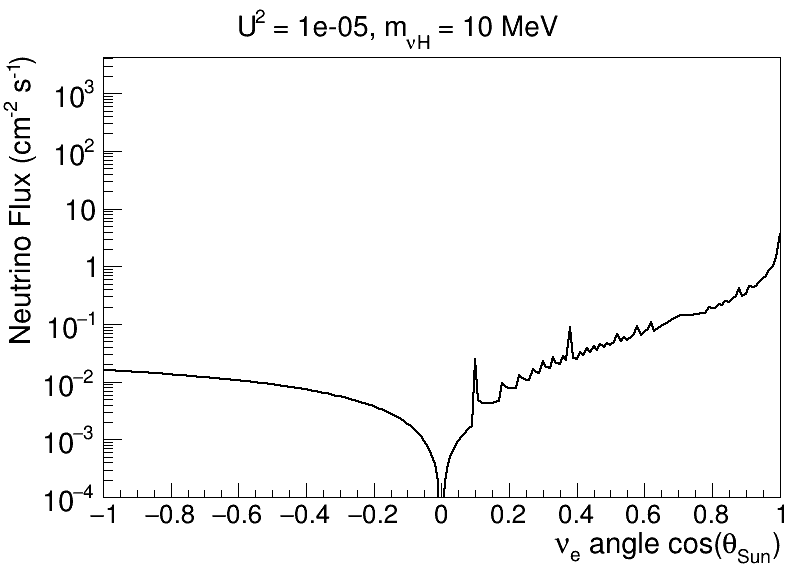 U² = 1e-05, m_νH = 10 MeV
Neutrino Flux (cm⁻² s⁻¹)
10³
10²
10
1
10⁻¹
10⁻²
10⁻³
10⁻⁴
−1 −0.8 −0.6 −0.4 −0.2 0 0.2 0.4 0.6 0.8 1
ν_e angle cos(θ_Sun)